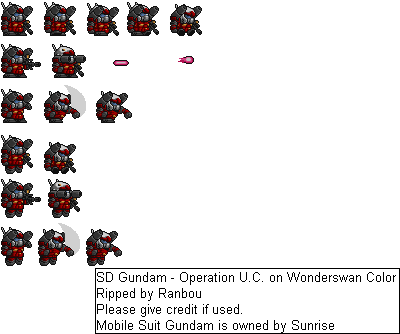 SD Gundam - Operation U.C. on Wonderswan Color
Ripped by Ranbou
Please give credit if used.
Mobile Suit Gundam is owned by Sunrise